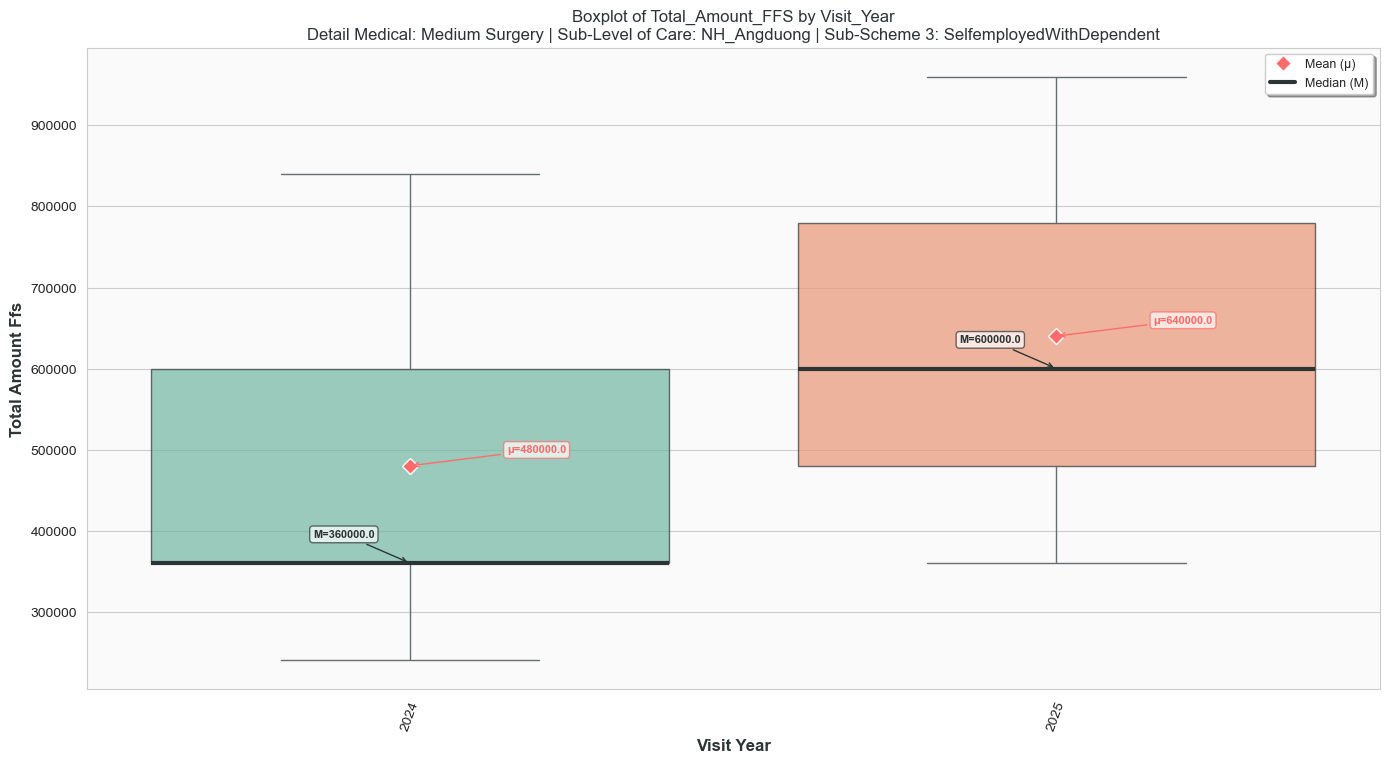 Boxplot of Total_Amount_FFS by Visit_Year
Detail Medical: Medium Surgery | Sub-Level of Care: NH_Angduong | Sub-Scheme 3: SelfemployedWithDependent
Mean (μ)
Median (M)
900000
800000
700000
600000
500000
400000
300000
Total Amount Ffs
μ=480000.0
M=360000.0
μ=640000.0
M=600000.0
2024
2025
Visit Year